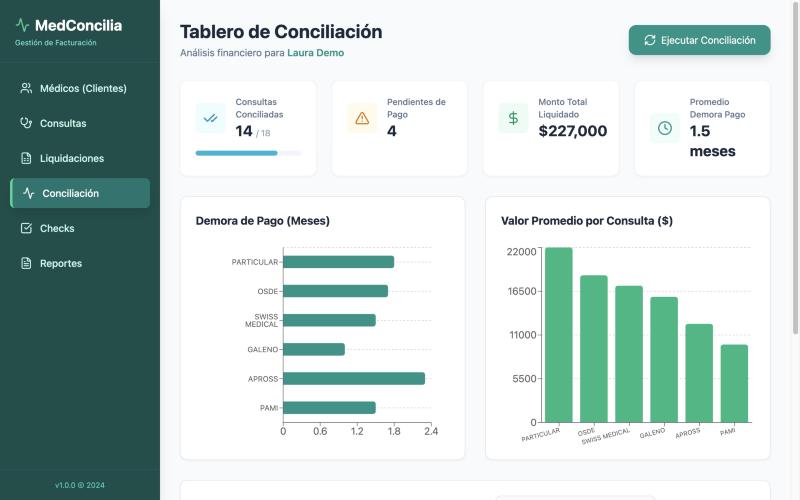 MedConcilia
Gestión de Facturación
Médicos (Clientes)
Consultas
Liquidaciones
Conciliación
Checks
Reportes
v1.0.0 © 2024
Tablero de Conciliación
Análisis financiero para Laura Demo
Ejecutar Conciliación
Consultas
Conciliadas
14 / 18
Pendientes de
Pago
4
Monto Total
Liquidado
$227,000
Promedio
Demora Pago
1.5
meses
Demora de Pago (Meses)
PARTICULAR
OSDE
SWISS
MEDICAL
GALENO
APROSS
PAMI
0 0.6 1.2 1.8 2.4
Valor Promedio por Consulta ($)
22000
16500
11000
5500
0
PARTICULAR OSDE SWISS MEDICAL GALENO APROSS PAMI